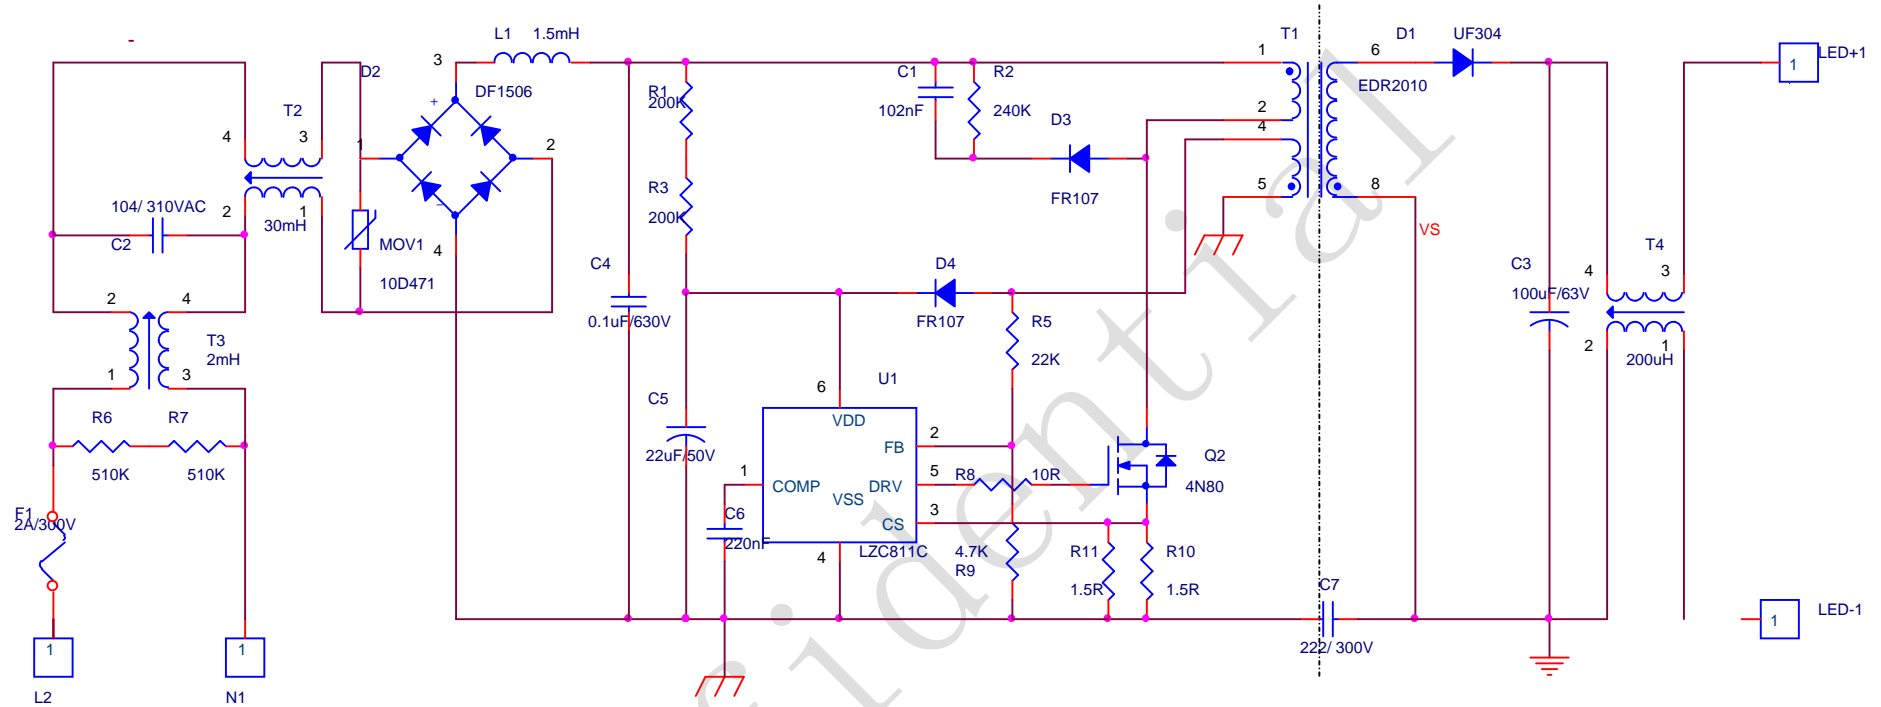 L1 1.5mH
T1
D1 UF304
LED+1
1
3
1
6
D2
DF1506
C1
R2
EDR2010
R1
200K
102nF
240K
+
T2
2
4
D3
4
3
1
2
R3
200K
FR107
5
8
104/ 310VAC
2
1
30mH
C2
MOV1
10D471
-
4
VS
T4
C4
D4
C3
4
3
0.1uF/630V
FR107
100uF/63V
2
4
T3
2mH
R5
22K
2
1
200uH
1
3
U1
6
C5
22uF/50V
R6
R7
510K
510K
VDD
FB
2
COMP
1
VSS
DRV
5
R8
10R
Q2
4N80
CS
3
F1
2A/300V
C6
220nF
4
LZC811C
4.7K
R9
R11
1.5R
R10
1.5R
C7
222/ 300V
1
LED-1
1
1
L2
N1
fidential